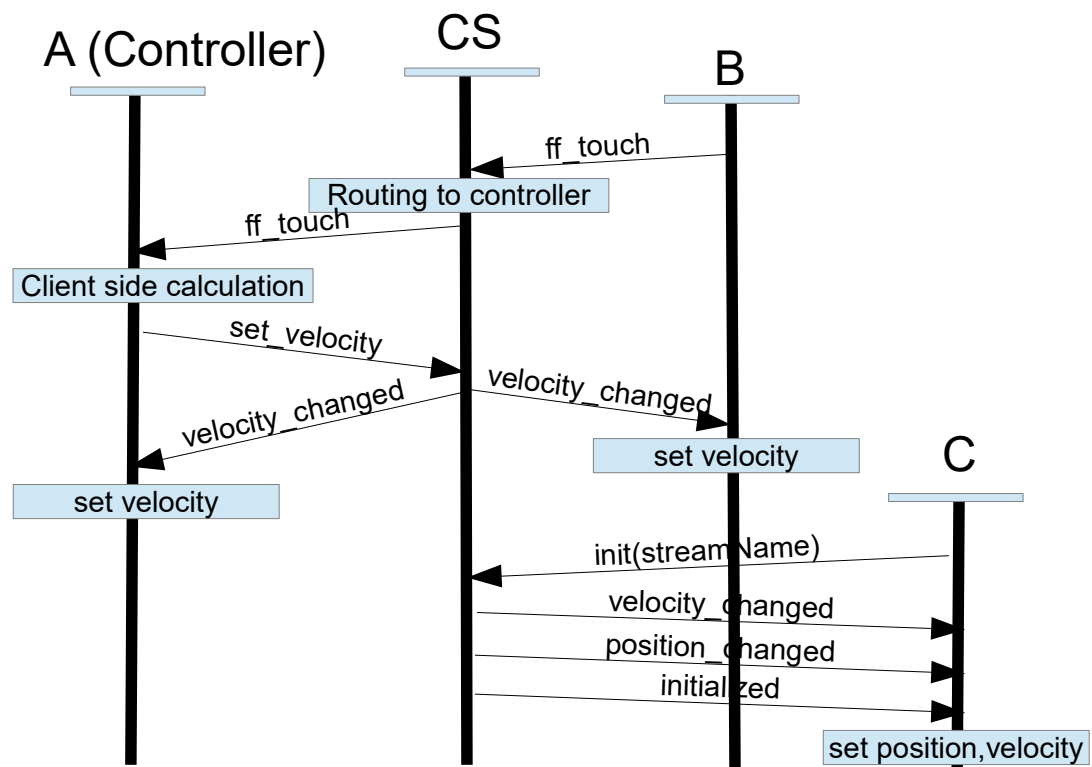 CS
A (Controller)
B
ff_touch
Routing to controller
ff_touch
Client side calculation
set_velocity
velocity_changed
velocity_changed
set velocity
C
set velocity
init(streamName)
velocity_changed
position_changed
initialized
set position,velocity